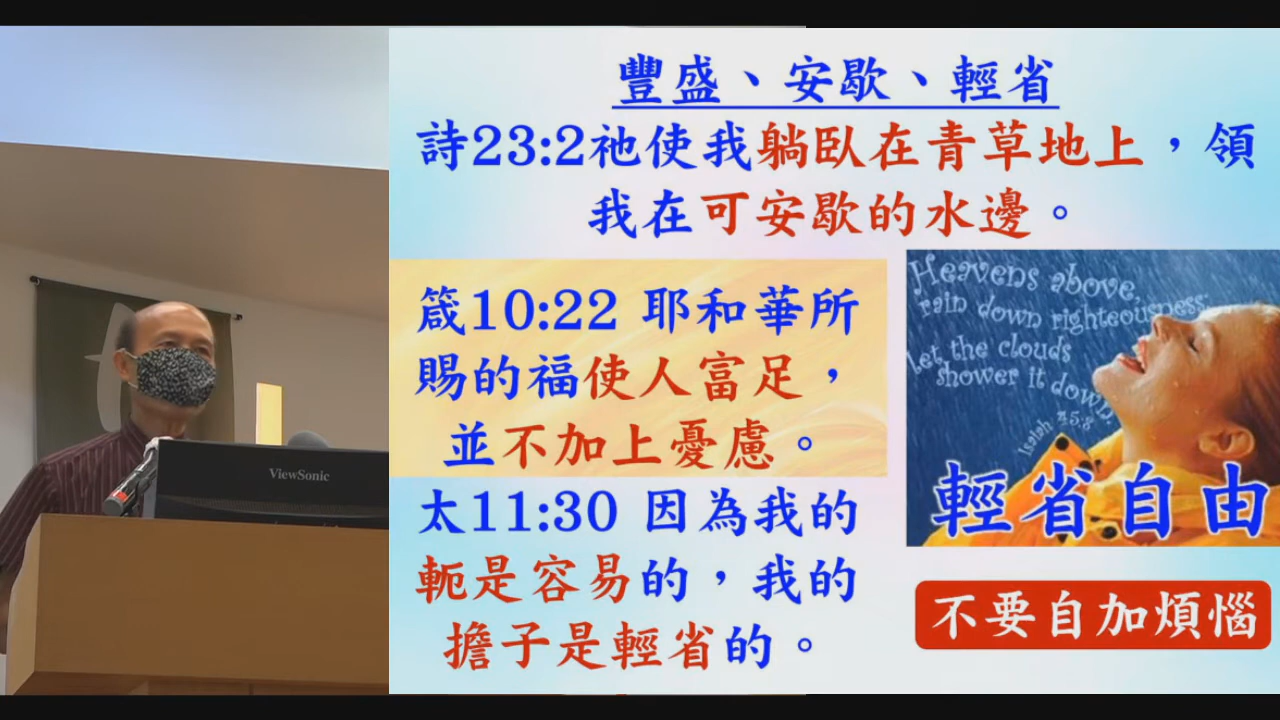 豐盛、安歇、輕省
詩23:2祂使我躺臥在青草地上，領
我在可安歇的水邊。
箴10:22 耶和華所
賜的福使人富足，
並不加上憂慮。
太11:30 因為我的
軛是容易的，我的
擔子是輕省的。
Heavens above,
rain down righteousness;
let the clouds
shower it down.
Isaiah 45:8
輕省自由
不要自加煩惱
ViewSonic